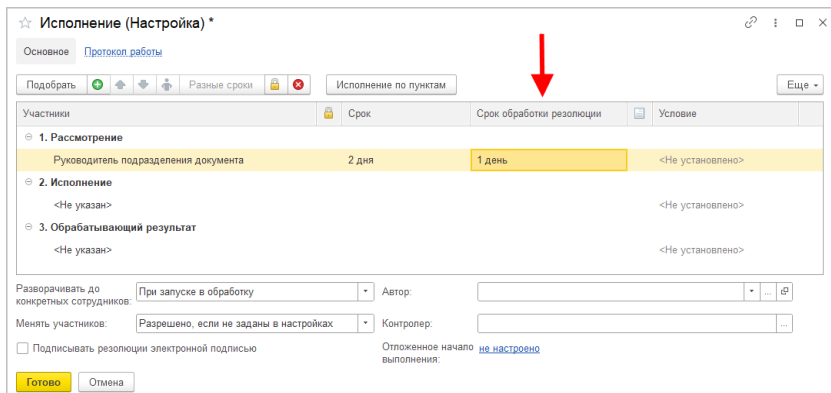 Исполнение (Настройка) *
Основное Протокол работы
Подобрать Разные сроки Исполнение по пунктам Еще
Участники Срок Срок обработки резолюции Условие
1. Рассмотрение
Руководитель подразделения документа 2 дня 1 день <Не установлено>
2. Исполнение
<Не указан> <Не установлено>
3. Обрабатывающий результат
<Не указан> <Не установлено>
Разворачивать до
конкретных сотрудников: При запуске в обработку Автор:
Менять участников: Разрешено, если не заданы в настройках Контролер:
Подписывать резолюции электронной подписью Отложенное начало
выполнения: не настроено
Готово Отмена